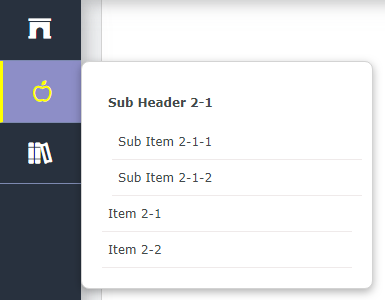 Sub Header 2-1
Sub Item 2-1-1
Sub Item 2-1-2
Item 2-1
Item 2-2